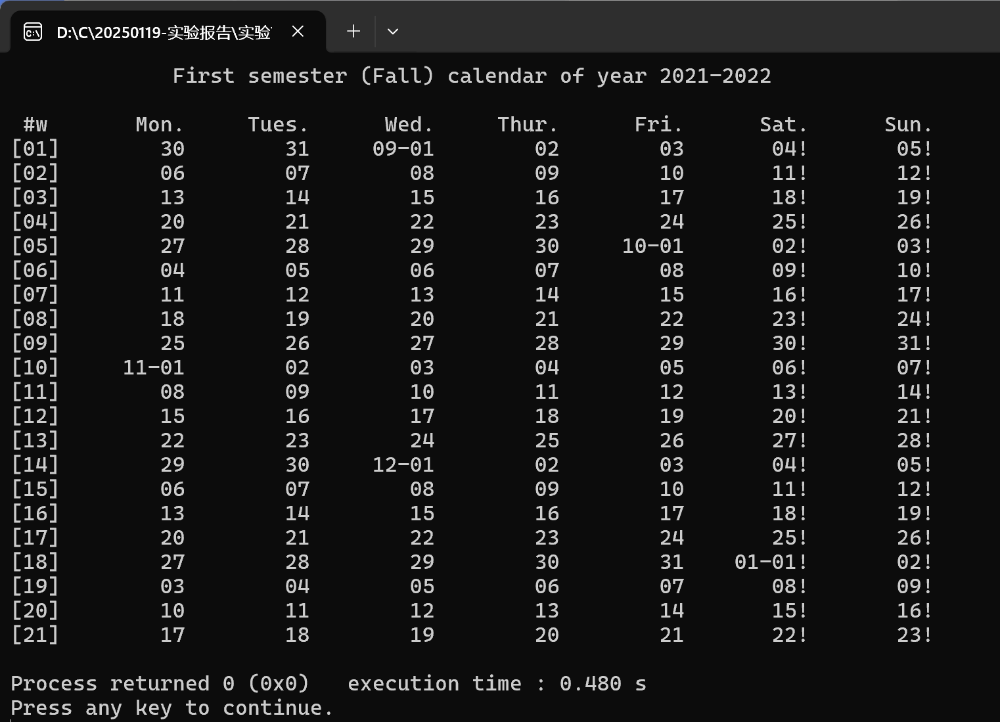 D:\C\20250119-实验报告\实验
First semester (Fall) calendar of year 2021-2022
#w Mon. Tues. Wed. Thur. Fri. Sat. Sun.
[01] 30 31 09-01 02 03 04! 05!
[02] 06 07 08 09 10 11! 12!
[03] 13 14 15 16 17 18! 19!
[04] 20 21 22 23 24 25! 26!
[05] 27 28 29 30 10-01 02! 03!
[06] 04 05 06 07 08 09! 10!
[07] 11 12 13 14 15 16! 17!
[08] 18 19 20 21 22 23! 24!
[09] 25 26 27 28 29 30! 31!
[10] 11-01 02 03 04 05 06! 07!
[11] 08 09 10 11 12 13! 14!
[12] 15 16 17 18 19 20! 21!
[13] 22 23 24 25 26 27! 28!
[14] 29 30 12-01 02 03 04! 05!
[15] 06 07 08 09 10 11! 12!
[16] 13 14 15 16 17 18! 19!
[17] 20 21 22 23 24 25! 26!
[18] 27 28 29 30 31 01-01! 02!
[19] 03 04 05 06 07 08! 09!
[20] 10 11 12 13 14 15! 16!
[21] 17 18 19 20 21 22! 23!
Process returned 0 (0x0) execution time : 0.480 s
Press any key to continue.